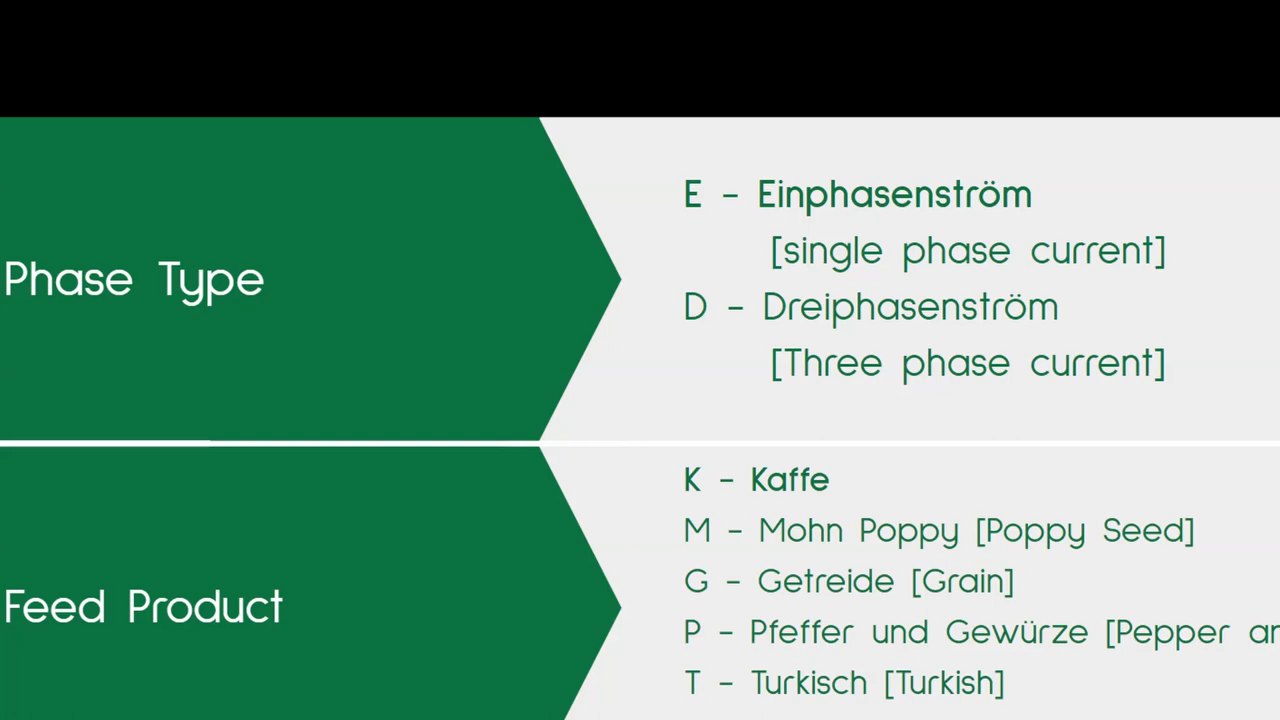 Phase Type
E - Einphasenström
[single phase current]
D - Dreiphasenström
[Three phase current]
Feed Product
K - Kaffe
M - Mohn Poppy [Poppy Seed]
G - Getreide [Grain]
P - Pfeffer und Gewürze [Pepper
T - Turkisch [Turkish]